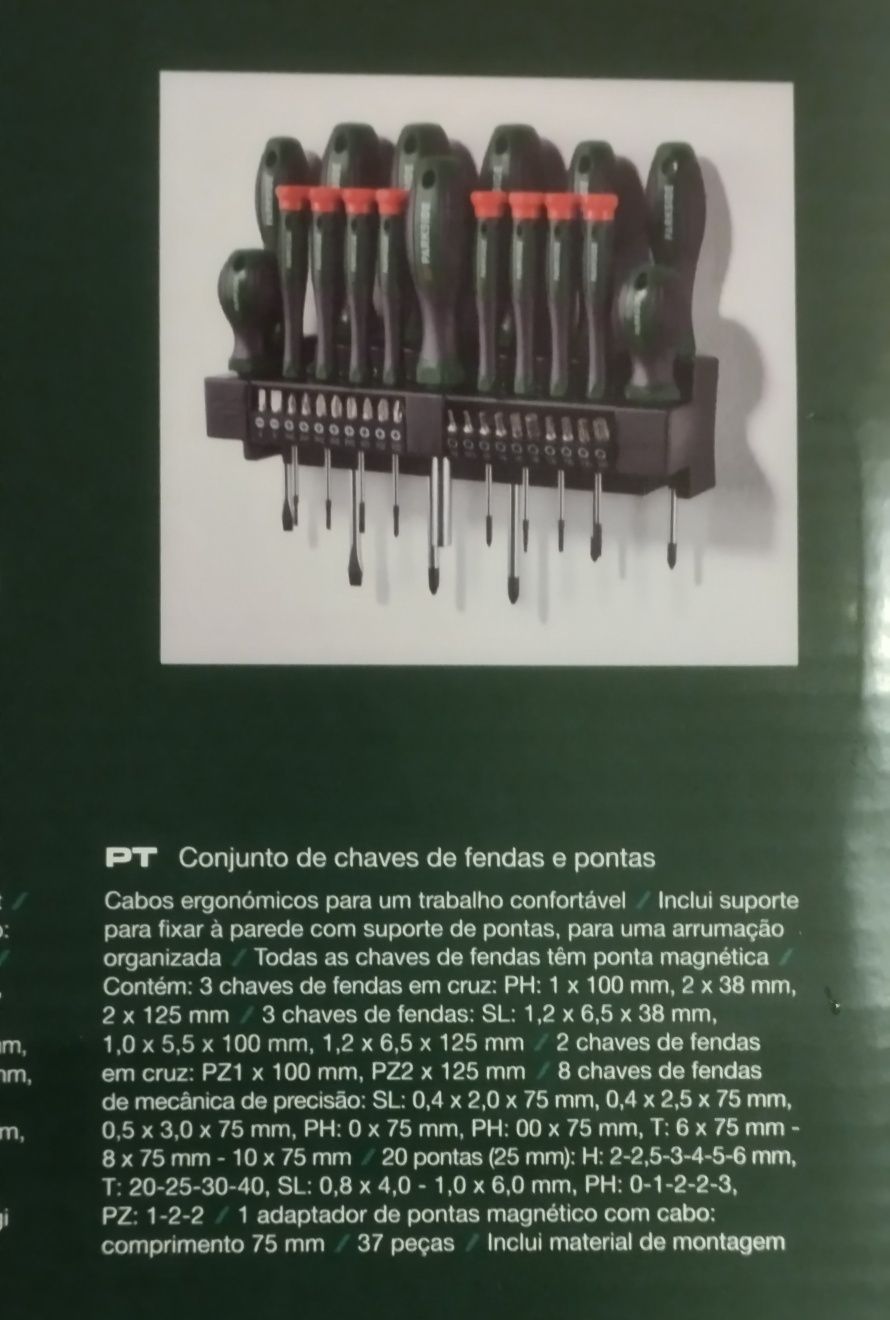 PARKSIDE
PARKSIDE
PT Conjunto de chaves de fendas e pontas
Cabos ergonómicos para um trabalho confortável / Inclui suporte
para fixar à parede com suporte de pontas, para uma arrumação
organizada / Todas as chaves de fendas têm ponta magnética /
Contém: 3 chaves de fendas em cruz: PH: 1 x 100 mm, 2 x 38 mm,
2 x 125 mm / 3 chaves de fendas: SL: 1,2 x 6,5 x 38 mm,
1,0 x 5,5 x 100 mm, 1,2 x 6,5 x 125 mm / 2 chaves de fendas
em cruz: PZ1 x 100 mm, PZ2 x 125 mm / 8 chaves de fendas
de mecânica de precisão: SL: 0,4 x 2,0 x 75 mm, 0,4 x 2,5 x 75 mm,
0,5 x 3,0 x 75 mm, PH: 0 x 75 mm, PH: 00 x 75 mm, T: 6 x 75 mm -
8 x 75 mm - 10 x 75 mm / 20 pontas (25 mm): H: 2-2,5-3-4-5-6 mm,
T: 20-25-30-40, SL: 0,8 x 4,0 - 1,0 x 6,0 mm, PH: 0-1-2-2-3,
PZ: 1-2-2 / 1 adaptador de pontas magnético com cabo:
comprimento 75 mm / 37 peças / Inclui material de montagem